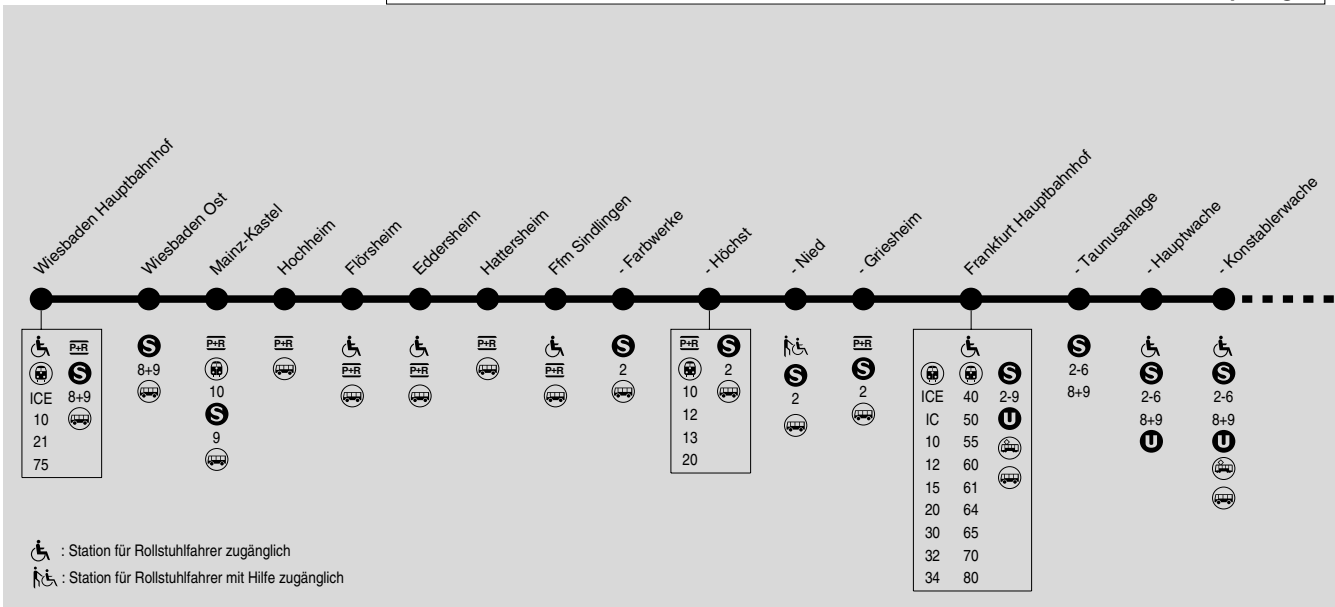 Wiesbaden Hauptbahnhof
Wiesbaden Ost
Mainz-Kastel
Hochheim
Flörsheim
Eddersheim
Hattersheim
Ffm Sindlingen
- Farbwerke
- Höchst
- Nied
- Griesheim
Frankfurt Hauptbahnhof
- Taunusanlage
- Hauptwache
- Konstablerwache
P+R
S
ICE 8+9
10
21
75
S
8+9
P+R
10
S
9
P+R
P+R
P+R
P+R
P+R
S
2
P+R S
2
10
12
13
20
S
2
P+R
S
2
S
ICE 40 2-9
IC 50 U
10 55
12 60
15 61
20 64
30 65
32 70
34 80
S
2-6
8+9
S
2-6
8+9
U
S
2-6
8+9
U
: Station für Rollstuhlfahrer zugänglich
: Station für Rollstuhlfahrer mit Hilfe zugänglich